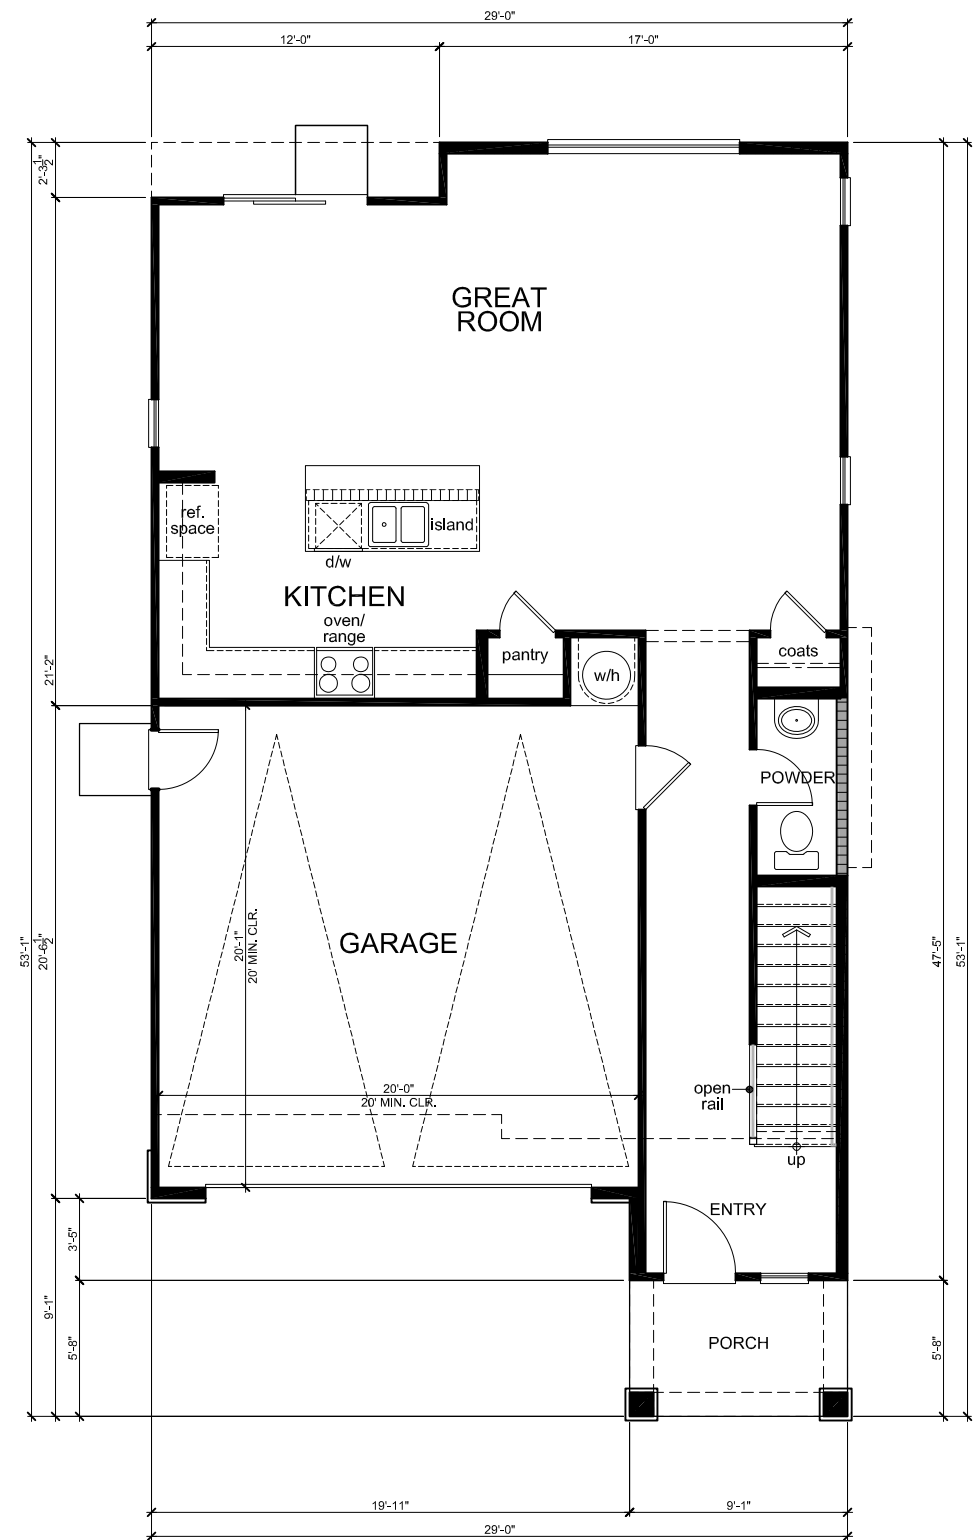 29'-0"
12'-0"
17'-0"
2'-3 1/2"
GREAT
ROOM
ref.
space
island
d/w
KITCHEN
oven/
range
pantry
w/h
coats
21'-2"
POWDER
GARAGE
20'-1"
20' MIN. CLR.
53'-1"
20'-6 1/2"
47'-5"
53'-1"
20'-0"
20' MIN. CLR.
open
rail
up
ENTRY
3'-5"
9'-1"
5'-8"
PORCH
5'-8"
19'-11"
9'-1"
29'-0"